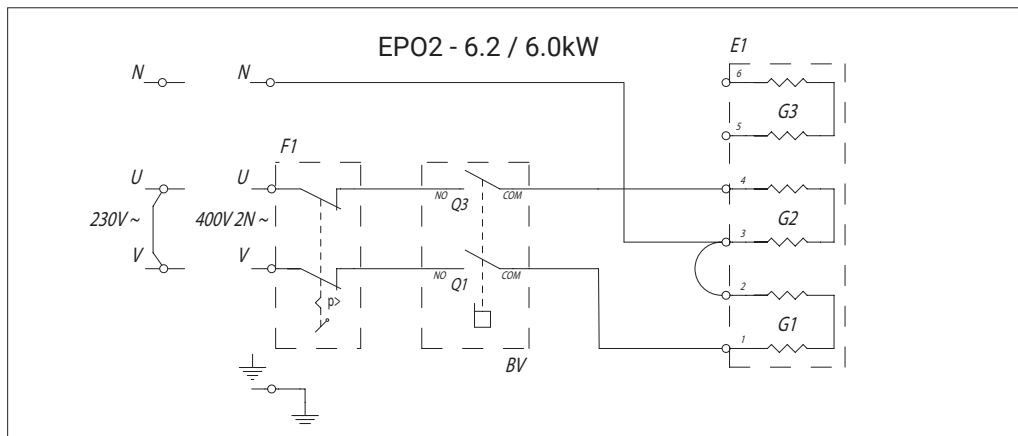 EPO2 - 6.2 / 6.0kW
E1
N
N
6
G3
5
F1
U
U
4
NO
Q3
COM
230V ~
400V 2N ~
G2
3
V
V
NO
Q1
COM
2
p>
G1
1
BV